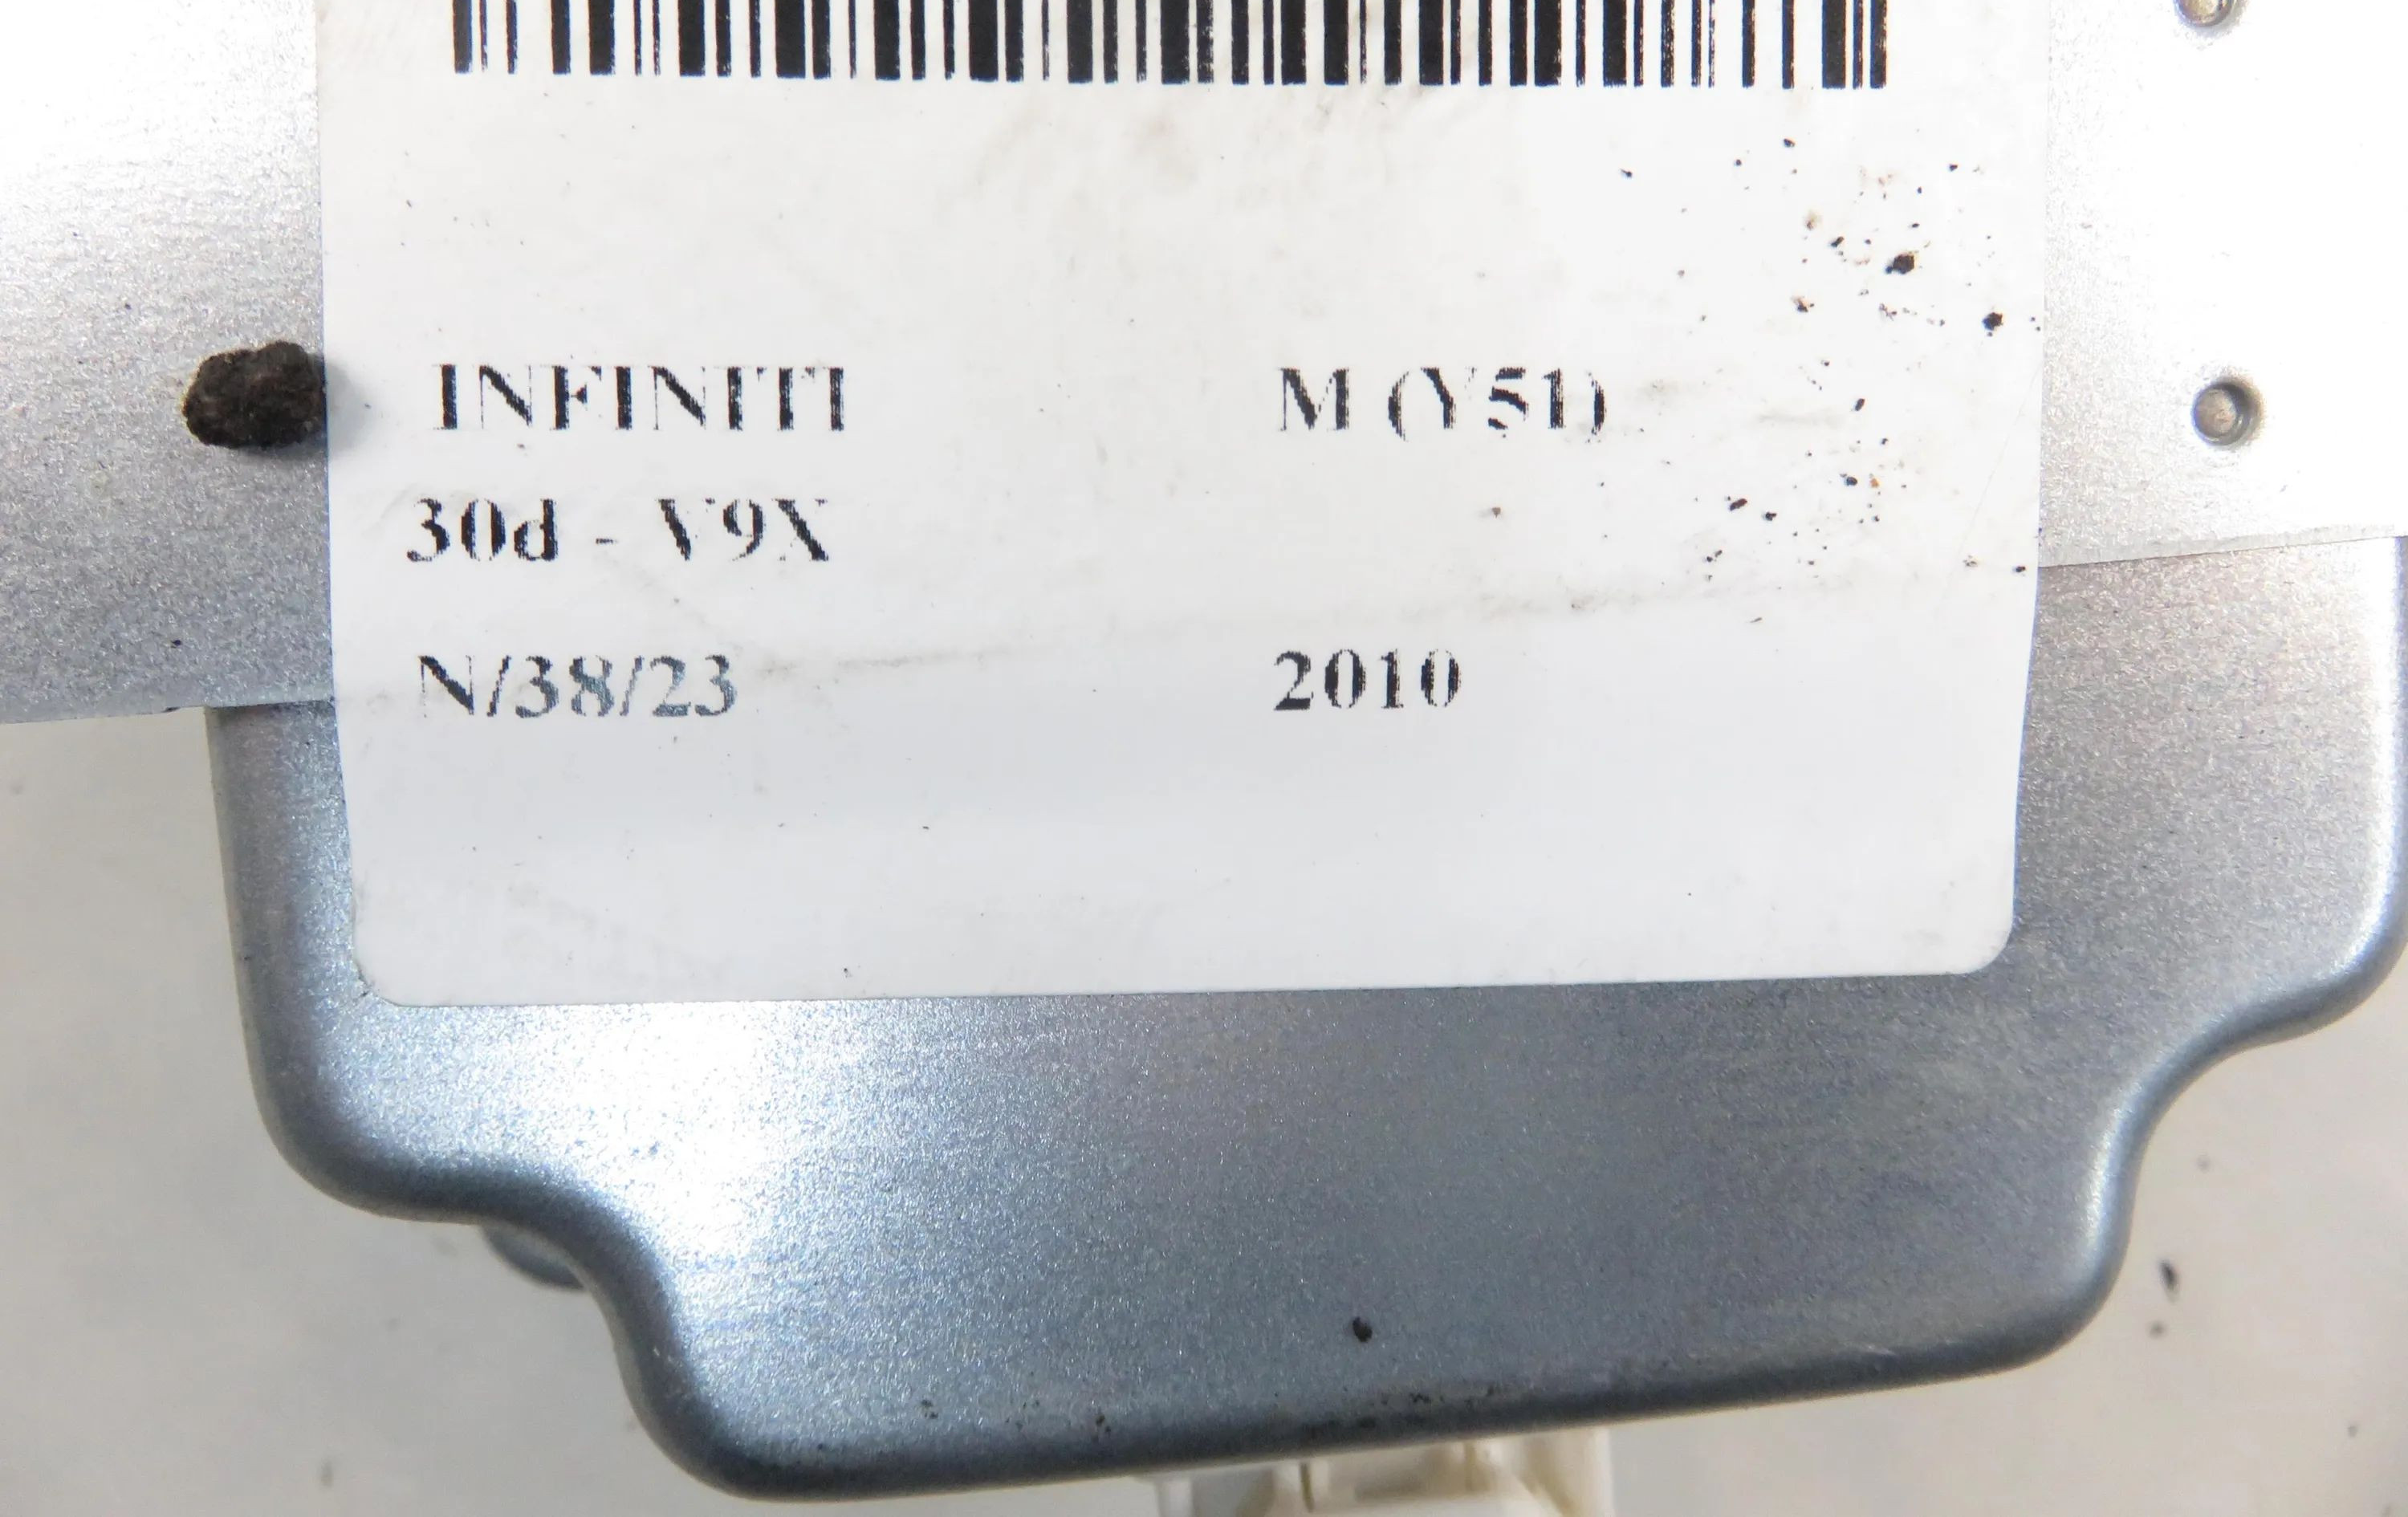 INFINITI M (Y51)
30d - V9X
N/38/23 2010